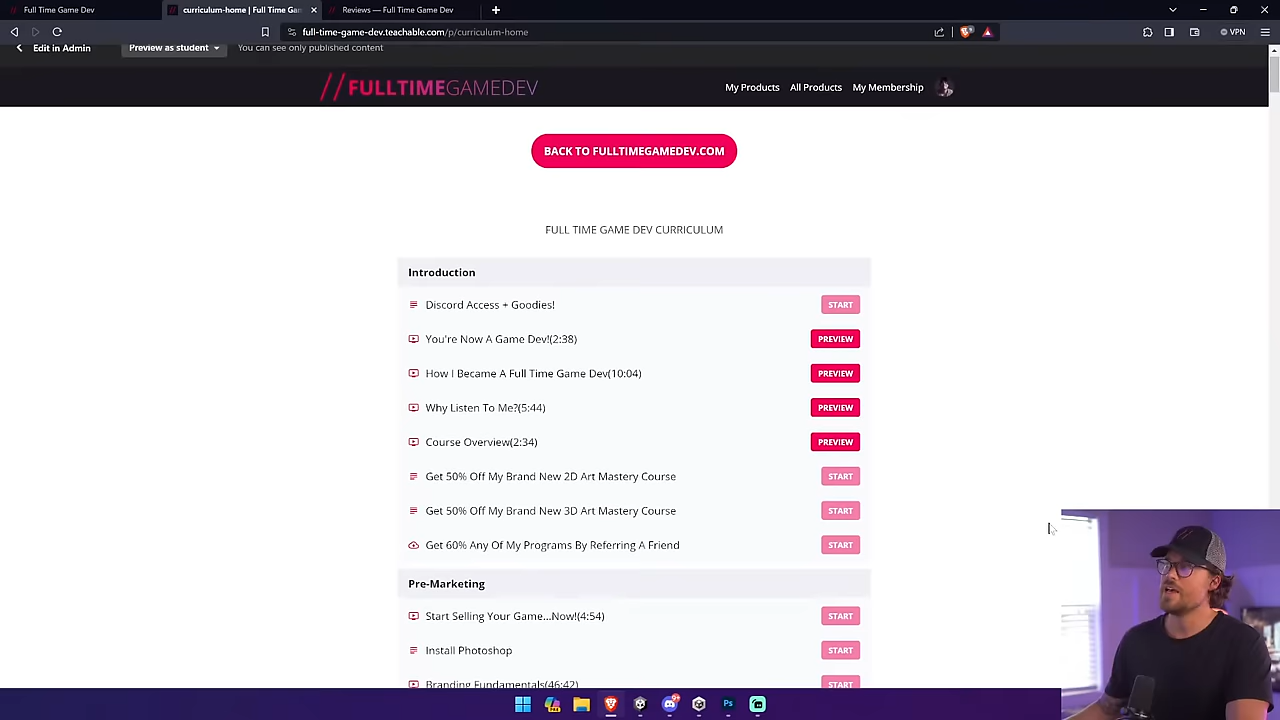 Full Time Game Dev
curriculum-home | Full Time Gam
Reviews — Full Time Game Dev
full-time-game-dev.teachable.com/p/curriculum-home
VPN
Edit in Admin
Preview as student
You can see only published content
//FULLTIMEGAMEDEV
My Products
All Products
My Membership
BACK TO FULLTIMEGAMEDEV.COM
FULL TIME GAME DEV CURRICULUM
Introduction
Discord Access + Goodies!
START
You're Now A Game Dev!(2:38)
PREVIEW
How I Became A Full Time Game Dev(10:04)
PREVIEW
Why Listen To Me?(5:44)
PREVIEW
Course Overview(2:34)
PREVIEW
Get 50% Off My Brand New 2D Art Mastery Course
START
Get 50% Off My Brand New 3D Art Mastery Course
START
Get 60% Any Of My Programs By Referring A Friend
START
Pre-Marketing
Start Selling Your Game...Now!(4:54)
START
Install Photoshop
START
Branding Fundamentals(46:42)
START